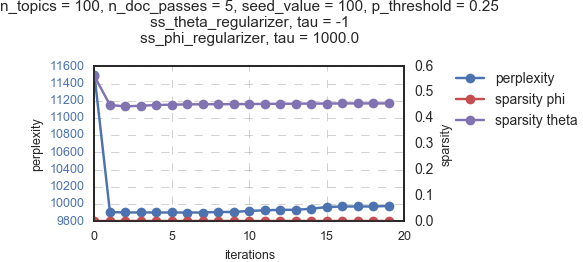 n_topics = 100, n_doc_passes = 5, seed_value = 100, p_threshold = 0.25
ss_theta_regularizer, tau = -1
ss_phi_regularizer, tau = 1000.0
11600
11400
11200
11000
10800
10600
10400
10200
10000
9800
perplexity
0
5
10
15
20
iterations
0.6
0.5
0.4
0.3
0.2
0.1
0.0
sparsity
perplexity
sparsity phi
sparsity theta